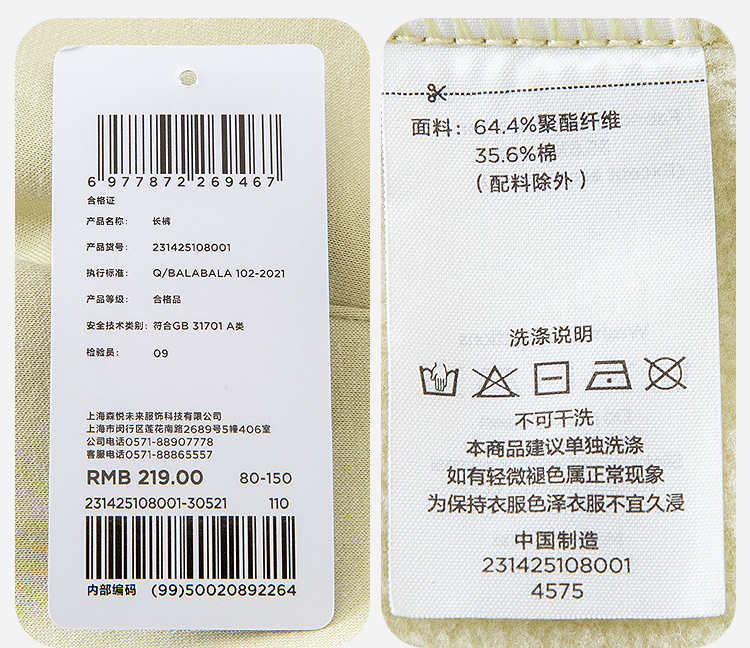 6 977872 269467
合格证
产品名称: 长裤
产品货号: 231425108001
执行标准: Q/BALABALA 102-2021
产品等级: 合格品
安全技术类别: 符合GB 31701 A类
检验员: 09
上海森悦未来服饰科技有限公司
上海市闵行区莲花南路2689号5幢406室
公司电话0571-88907778
客服电话0571-88865557
RMB 219.00 80-150
231425108001-30521 110
内部编码 (99)50020892264
面料: 64.4%聚酯纤维
35.6%棉
(配料除外)
洗涤说明
不可干洗
本商品建议单独洗涤
如有轻微褪色属正常现象
为保持衣服色泽衣服不宜久浸
中国制造
231425108001
4575